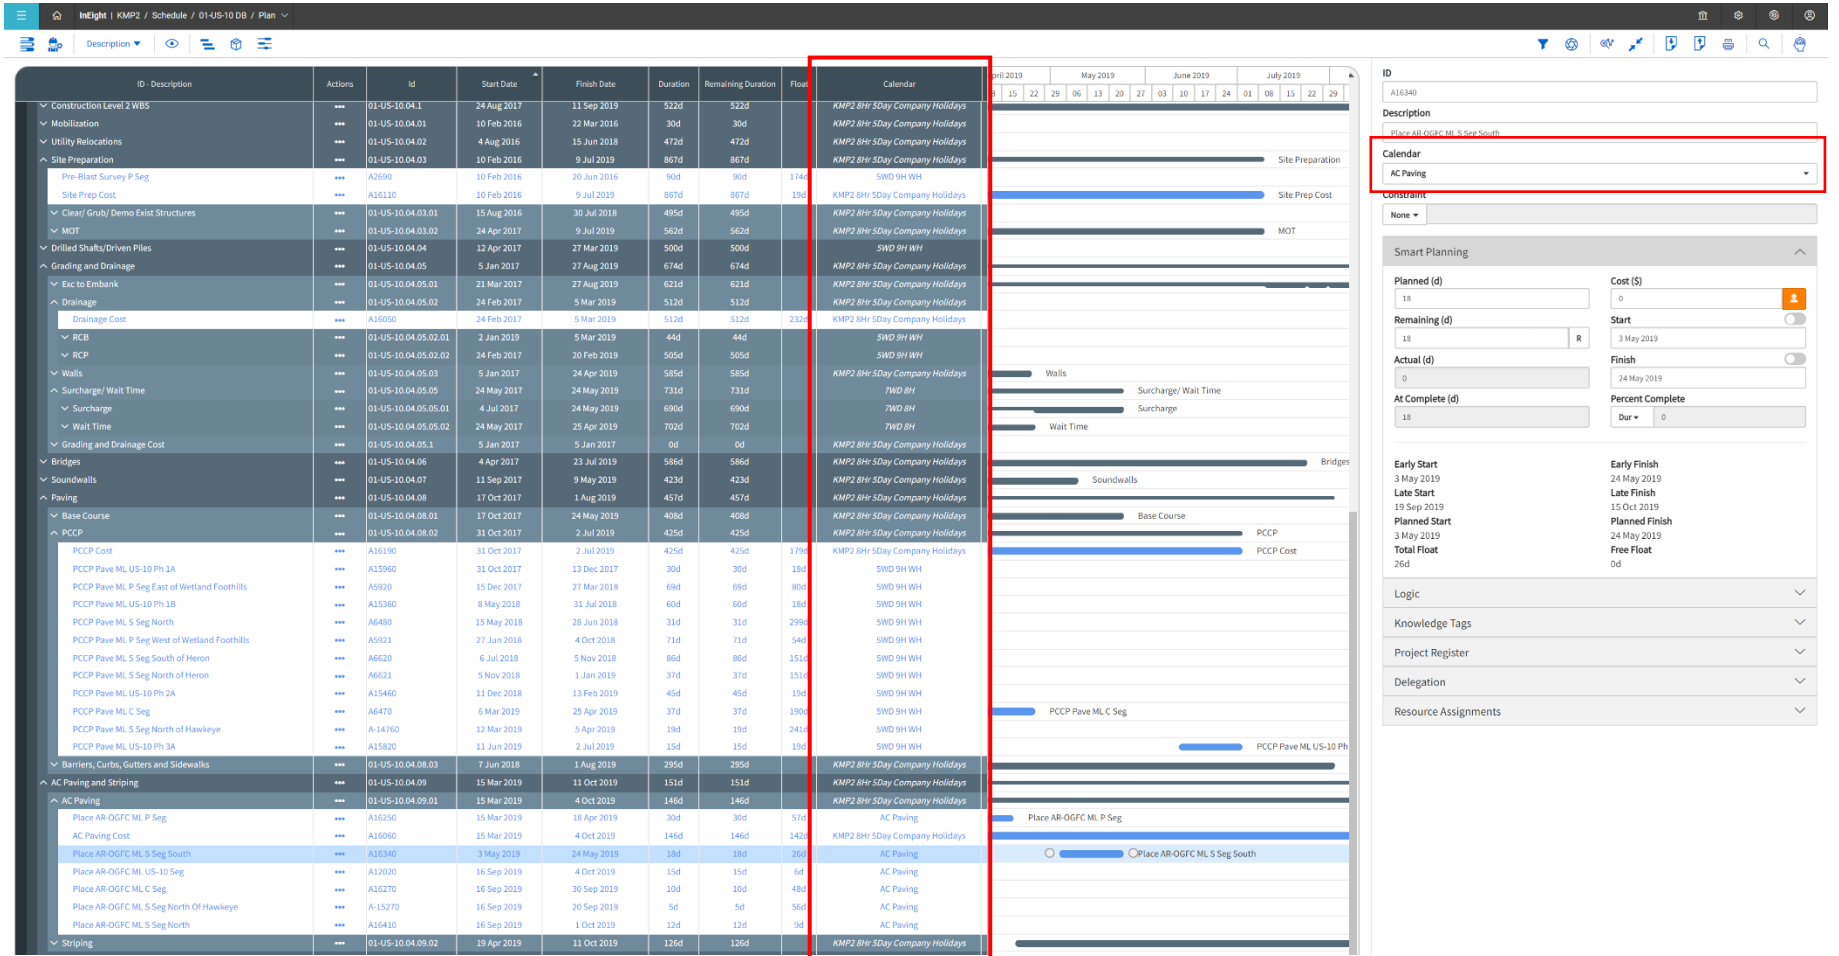 InEight | KMP2 / Schedule / 01-US-10 DB / Plan
Description
ID - Description Actions Id Start Date Finish Date Duration Remaining Duration Float Calendar
Construction Level 2 WBS ••• 01-US-10.04.1 24 Aug 2017 11 Sep 2019 522d 522d KMP2 8Hr 5Day Company Holidays
Mobilization ••• 01-US-10.04.01 10 Feb 2016 22 Mar 2016 30d 30d KMP2 8Hr 5Day Company Holidays
Utility Relocations ••• 01-US-10.04.02 4 Aug 2016 15 Jun 2018 472d 472d KMP2 8Hr 5Day Company Holidays
Site Preparation ••• 01-US-10.04.03 10 Feb 2016 9 Jul 2019 867d 867d KMP2 8Hr 5Day Company Holidays
Pre-Blast Survey P Seg ••• A2690 10 Feb 2016 20 Jun 2016 90d 90d 174d 5WD 9H WH
Site Prep Cost ••• A16110 10 Feb 2016 9 Jul 2019 867d 867d 19d KMP2 8Hr 5Day Company Holidays
Clear/ Grub/ Demo Exist Structures ••• 01-US-10.04.03.01 15 Aug 2016 30 Jul 2018 495d 495d KMP2 8Hr 5Day Company Holidays
MOT ••• 01-US-10.04.03.02 24 Apr 2017 9 Jul 2019 562d 562d KMP2 8Hr 5Day Company Holidays
Drilled Shafts/Driven Piles ••• 01-US-10.04.04 12 Apr 2017 27 Mar 2019 500d 500d 5WD 9H WH
Grading and Drainage ••• 01-US-10.04.05 5 Jan 2017 27 Aug 2019 674d 674d KMP2 8Hr 5Day Company Holidays
Exc to Embank ••• 01-US-10.04.05.01 21 Mar 2017 27 Aug 2019 621d 621d KMP2 8Hr 5Day Company Holidays
Drainage ••• 01-US-10.04.05.02 24 Feb 2017 5 Mar 2019 512d 512d KMP2 8Hr 5Day Company Holidays
Drainage Cost ••• A16050 24 Feb 2017 5 Mar 2019 512d 512d 232d KMP2 8Hr 5Day Company Holidays
RCB ••• 01-US-10.04.05.02.01 2 Jan 2019 5 Mar 2019 44d 44d 5WD 9H WH
RCP ••• 01-US-10.04.05.02.02 24 Feb 2017 20 Feb 2019 505d 505d 5WD 9H WH
Walls ••• 01-US-10.04.05.03 5 Jan 2017 24 Apr 2019 585d 585d KMP2 8Hr 5Day Company Holidays
Surcharge/ Wait Time ••• 01-US-10.04.05.05 24 May 2017 24 May 2019 731d 731d 7WD 8H
Surcharge ••• 01-US-10.04.05.05.01 4 Jul 2017 24 May 2019 690d 690d 7WD 8H
Wait Time ••• 01-US-10.04.05.05.02 24 May 2017 25 Apr 2019 702d 702d 7WD 8H
Grading and Drainage Cost ••• 01-US-10.04.05.1 5 Jan 2017 5 Jan 2017 0d 0d KMP2 8Hr 5Day Company Holidays
Bridges ••• 01-US-10.04.06 4 Apr 2017 23 Jul 2019 586d 586d KMP2 8Hr 5Day Company Holidays
Soundwalls ••• 01-US-10.04.07 11 Sep 2017 9 May 2019 423d 423d KMP2 8Hr 5Day Company Holidays
Paving ••• 01-US-10.04.08 17 Oct 2017 1 Aug 2019 457d 457d KMP2 8Hr 5Day Company Holidays
Base Course ••• 01-US-10.04.08.01 17 Oct 2017 24 May 2019 408d 408d KMP2 8Hr 5Day Company Holidays
PCCP ••• 01-US-10.04.08.02 31 Oct 2017 2 Jul 2019 425d 425d KMP2 8Hr 5Day Company Holidays
PCCP Cost ••• A16190 31 Oct 2017 2 Jul 2019 425d 425d 179d KMP2 8Hr 5Day Company Holidays
PCCP Pave ML US-10 Ph 1A ••• A15960 31 Oct 2017 13 Dec 2017 30d 30d 18d 5WD 9H WH
PCCP Pave ML P Seg East of Wetland Foothills ••• A5920 15 Dec 2017 27 Mar 2018 69d 69d 80d 5WD 9H WH
PCCP Pave ML US-10 Ph 1B ••• A15360 8 May 2018 31 Jul 2018 60d 60d 18d 5WD 9H WH
PCCP Pave ML S Seg North ••• A6480 15 May 2018 28 Jun 2018 31d 31d 299d 5WD 9H WH
PCCP Pave ML P Seg West of Wetland Foothills ••• A5921 27 Jun 2018 4 Oct 2018 71d 71d 54d 5WD 9H WH
PCCP Pave ML S Seg South of Heron ••• A6620 6 Jul 2018 5 Nov 2018 86d 86d 151d 5WD 9H WH
PCCP Pave ML S Seg North of Heron ••• A6621 5 Nov 2018 1 Jan 2019 37d 37d 151d 5WD 9H WH
PCCP Pave ML US-10 Ph 2A ••• A15460 11 Dec 2018 13 Feb 2019 45d 45d 19d 5WD 9H WH
PCCP Pave ML C Seg ••• A6470 6 Mar 2019 25 Apr 2019 37d 37d 190d 5WD 9H WH
PCCP Pave ML S Seg North of Hawkeye ••• A-14760 12 Mar 2019 5 Apr 2019 19d 19d 241d 5WD 9H WH
PCCP Pave ML US-10 Ph 3A ••• A15820 11 Jun 2019 2 Jul 2019 15d 15d 19d 5WD 9H WH
Barriers, Curbs, Gutters and Sidewalks ••• 01-US-10.04.08.03 7 Jun 2018 1 Aug 2019 295d 295d KMP2 8Hr 5Day Company Holidays
AC Paving and Striping ••• 01-US-10.04.09 15 Mar 2019 11 Oct 2019 151d 151d KMP2 8Hr 5Day Company Holidays
AC Paving ••• 01-US-10.04.09.01 15 Mar 2019 4 Oct 2019 146d 146d KMP2 8Hr 5Day Company Holidays
Place AR-OGFC ML P Seg ••• A16250 15 Mar 2019 18 Apr 2019 30d 30d 57d AC Paving
AC Paving Cost ••• A16060 15 Mar 2019 4 Oct 2019 146d 146d 142d KMP2 8Hr 5Day Company Holidays
Place AR-OGFC ML S Seg South ••• A16340 3 May 2019 24 May 2019 18d 18d 26d AC Paving
Place AR-OGFC ML US-10 Seg ••• A12020 16 Sep 2019 4 Oct 2019 15d 15d 6d AC Paving
Place AR-OGFC ML C Seg ••• A16270 16 Sep 2019 30 Sep 2019 10d 10d 48d AC Paving
Place AR-OGFC ML S Seg North Of Hawkeye ••• A-15270 16 Sep 2019 20 Sep 2019 5d 5d 56d AC Paving
Place AR-OGFC ML S Seg North ••• A16410 16 Sep 2019 1 Oct 2019 12d 12d 9d AC Paving
Striping ••• 01-US-10.04.09.02 19 Apr 2019 11 Oct 2019 126d 126d KMP2 8Hr 5Day Company Holidays
pril 2019 May 2019 June 2019 July 2019
8 15 22 29 06 13 20 27 03 10 17 24 01 08 15 22 29
Site Preparation
Site Prep Cost
MOT
Walls
Surcharge/ Wait Time
Surcharge
Wait Time
Bridges
Soundwalls
Base Course
PCCP
PCCP Cost
PCCP Pave ML C Seg
PCCP Pave ML US-10 Ph
Place AR-OGFC ML P Seg
Place AR-OGFC ML S Seg South
ID
A16340
Description
Place AR-OGFC ML S Seg South
Calendar
AC Paving
Constraint
None
Smart Planning
Planned (d) Cost ($)
18 0
Remaining (d) Start
18 R 3 May 2019
Actual (d) Finish
0 24 May 2019
At Complete (d) Percent Complete
18 Dur 0
Early Start Early Finish
3 May 2019 24 May 2019
Late Start Late Finish
19 Sep 2019 15 Oct 2019
Planned Start Planned Finish
3 May 2019 24 May 2019
Total Float Free Float
26d 0d
Logic
Knowledge Tags
Project Register
Delegation
Resource Assignments